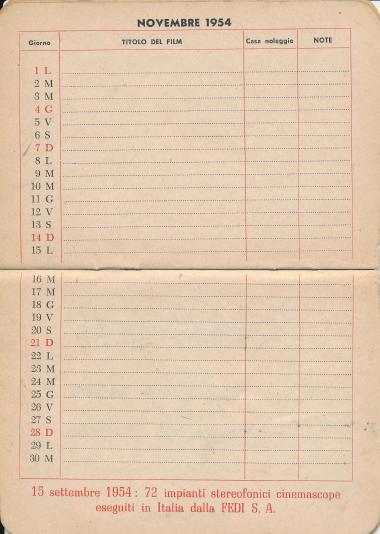 NOVEMBRE 1954
Giorno TITOLO DEL FILM Casa noleggio NOTE
1 L
2 M
3 M
4 G
5 V
6 S
7 D
8 L
9 M
10 M
11 G
12 V
13 S
14 D
15 L
16 M
17 M
18 G
19 V
20 S
21 D
22 L
23 M
24 M
25 G
26 V
27 S
28 D
29 L
30 M
15 settembre 1954 : 72 impianti stereofonici cinemascope
eseguiti in Italia dalla FEDI S. A.